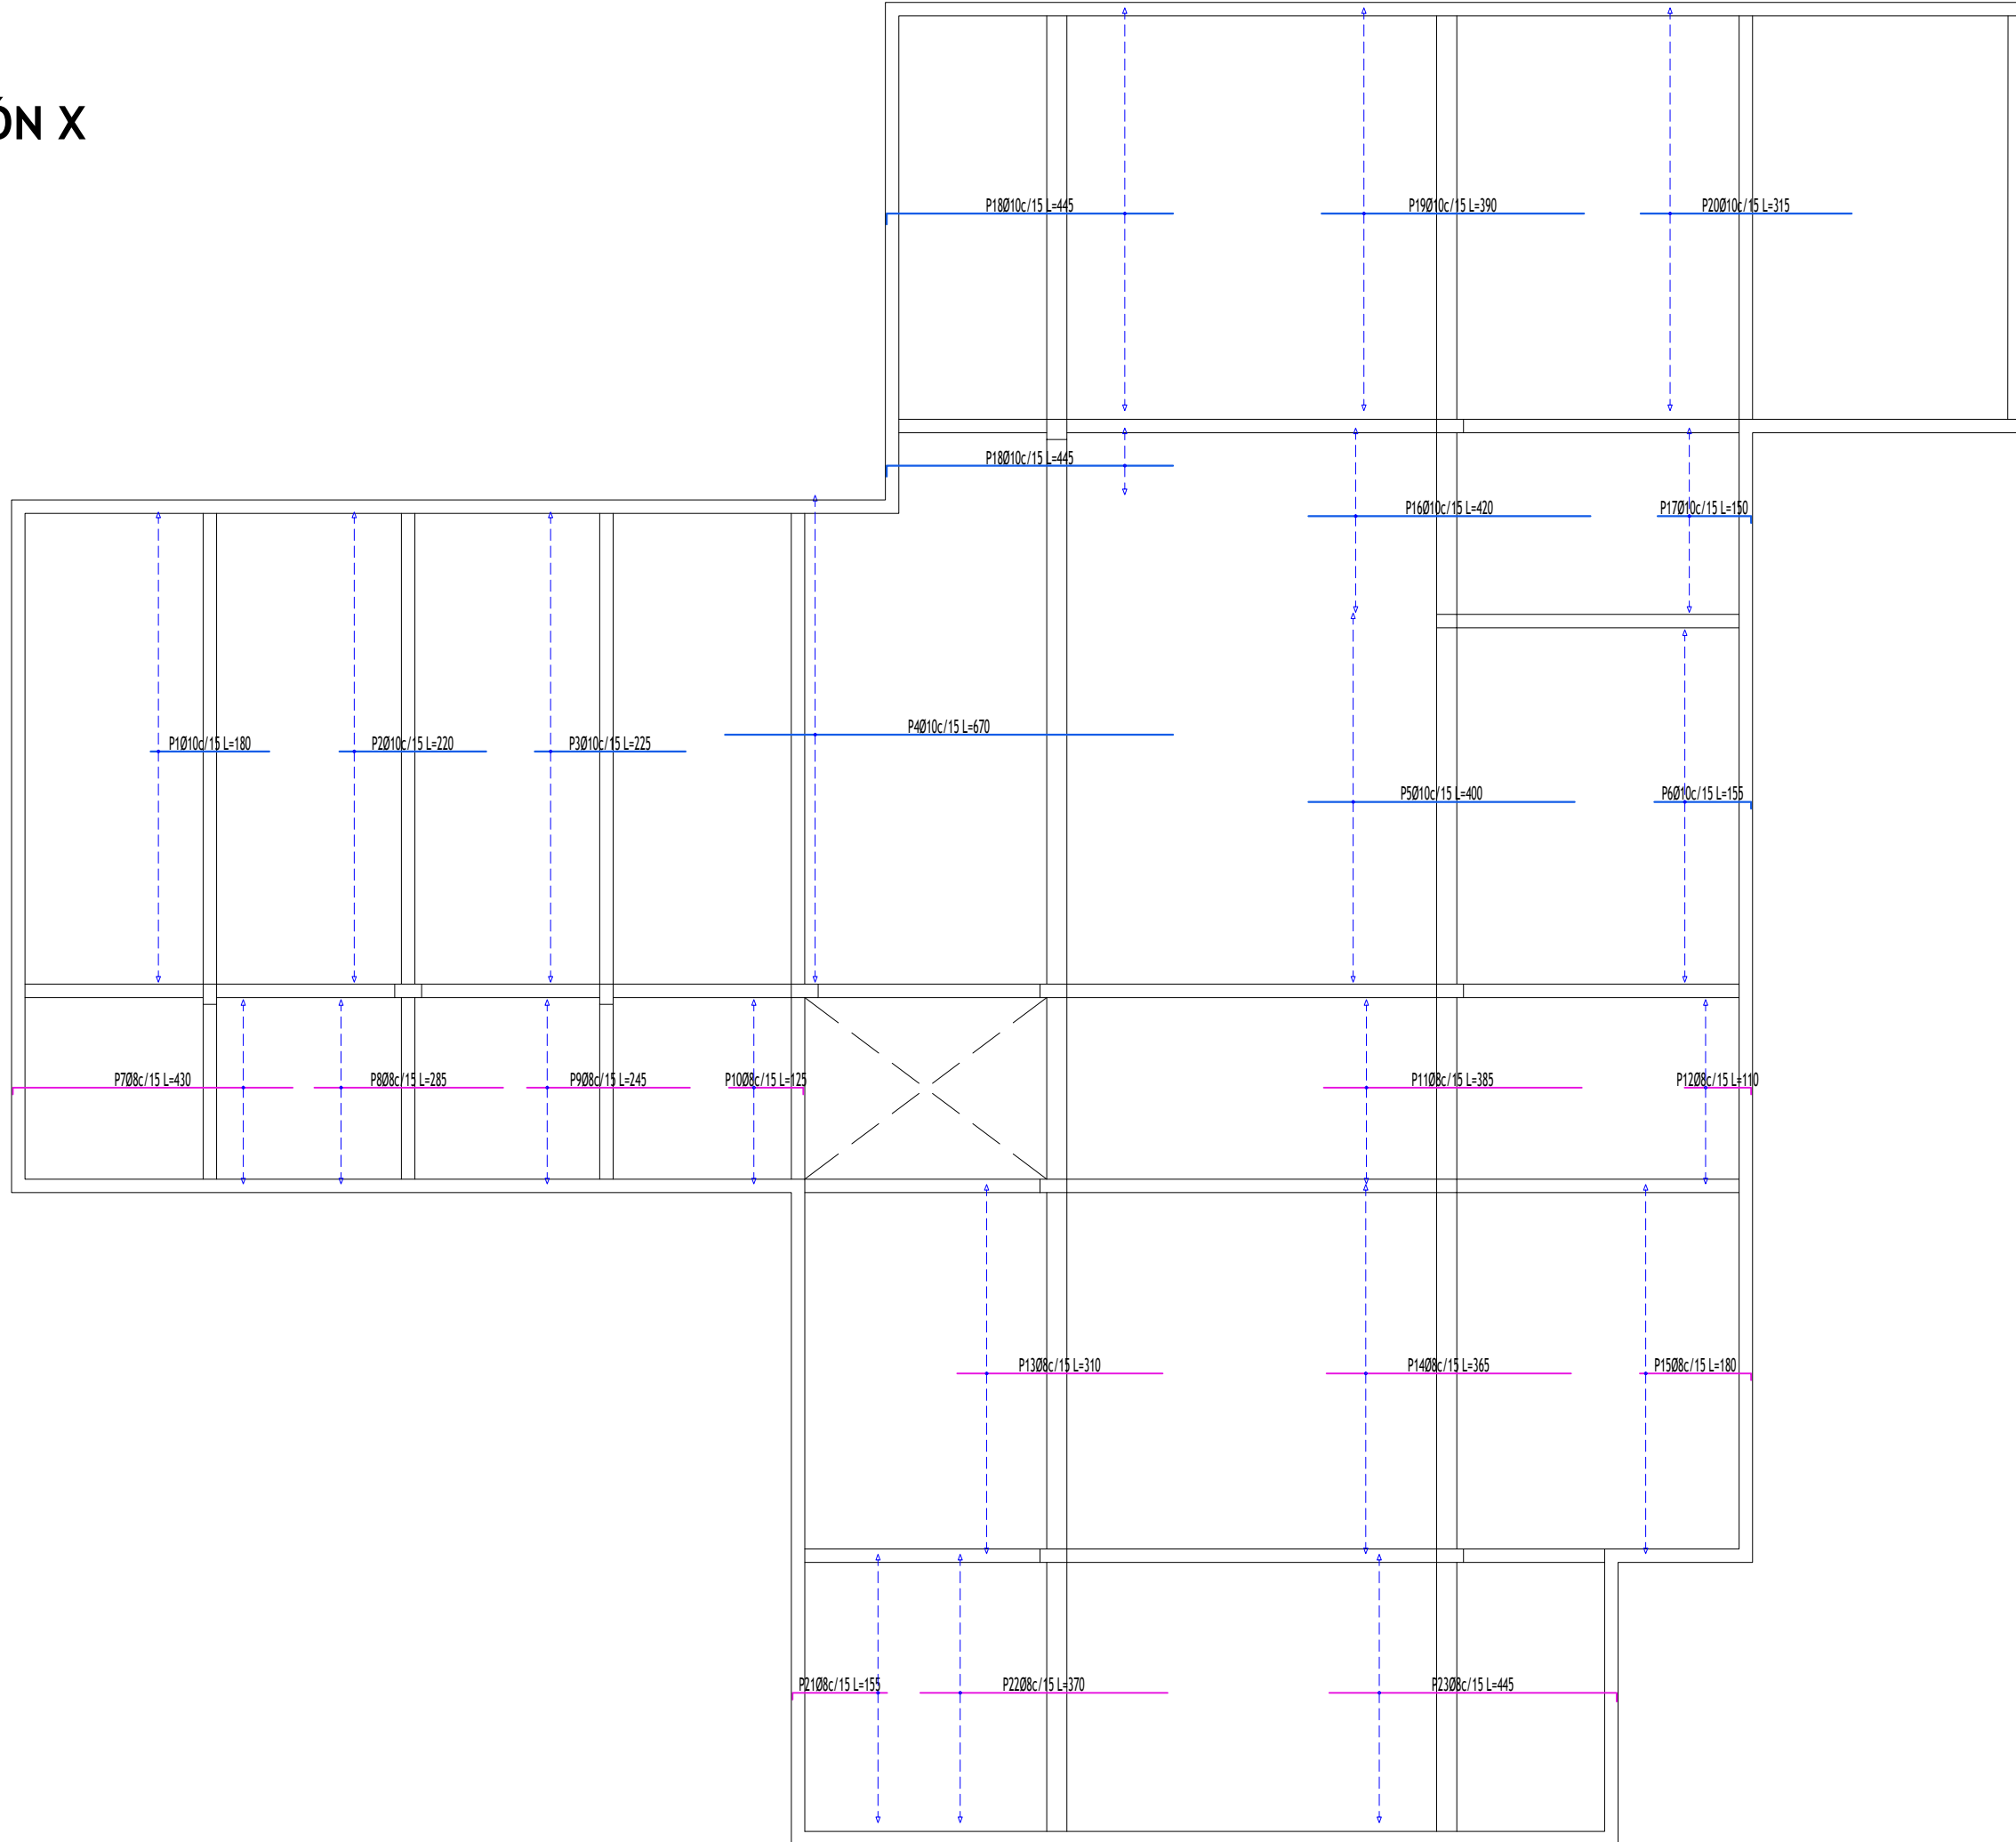 ÓN X
P18Ø10c/15 L=445
P19Ø10c/15 L=390
P20Ø10c/15 L=315
P18Ø10c/15 L=445
P16Ø10c/15 L=420
P17Ø10c/15 L=150
P4Ø10c/15 L=670
P1Ø10c/15 L=180
P2Ø10c/15 L=220
P3Ø10c/15 L=225
P5Ø10c/15 L=400
P6Ø10c/15 L=155
P7Ø8c/15 L=430
P8Ø8c/15 L=285
P9Ø8c/15 L=245
P10Ø8c/15 L=125
P11Ø8c/15 L=385
P12Ø8c/15 L=110
P13Ø8c/15 L=310
P14Ø8c/15 L=365
P15Ø8c/15 L=180
P21Ø8c/15 L=155
P22Ø8c/15 L=370
P23Ø8c/15 L=445